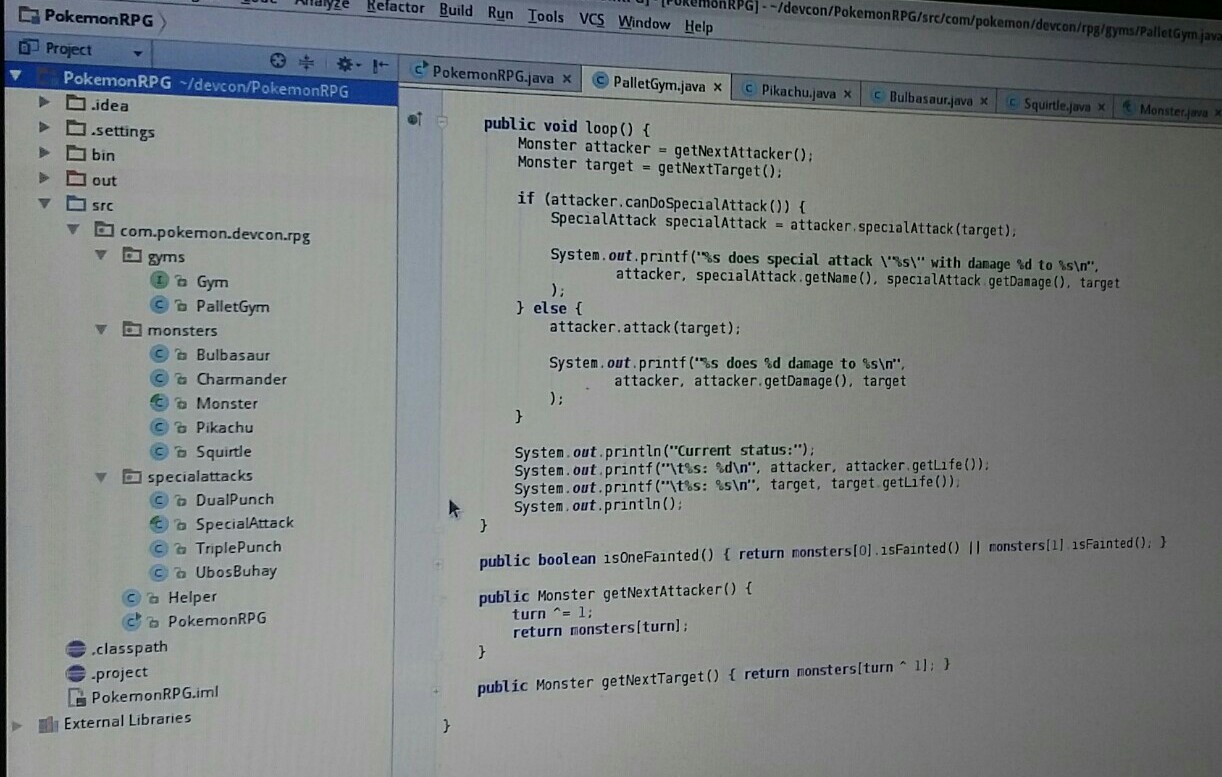 Analyze Refactor Build Run Tools VCS Window Help
[PokemonRPG] - ~/devcon/PokemonRPG/src/com/pokemon/devcon/rpg/gyms/PalletGym.java
PokemonRPG
Project
PokemonRPG.java PalletGym.java Pikachu.java Bulbasaur.java Squirtle.java Monster.java
PokemonRPG ~/devcon/PokemonRPG
.idea
.settings
bin
out
src
com.pokemon.devcon.rpg
gyms
Gym
PalletGym
monsters
Bulbasaur
Charmander
Monster
Pikachu
Squirtle
specialattacks
DualPunch
SpecialAttack
TriplePunch
UbosBuhay
Helper
PokemonRPG
.classpath
.project
PokemonRPG.iml
External Libraries
public void loop() {
Monster attacker = getNextAttacker();
Monster target = getNextTarget();
if (attacker.canDoSpecialAttack()) {
SpecialAttack specialAttack = attacker.specialAttack(target);
System.out.printf("%s does special attack \"%s\" with damage %d to %s\n",
attacker, specialAttack.getName(), specialAttack.getDamage(), target
);
} else {
attacker.attack(target);
System.out.printf("%s does %d damage to %s\n",
attacker, attacker.getDamage(), target
);
}
System.out.println("Current status:");
System.out.printf("\t%s: %d\n", attacker, attacker.getLife());
System.out.printf("\t%s: %s\n", target, target.getLife());
System.out.println();
}
public boolean isOneFainted() { return monsters[0].isFainted() || monsters[1].isFainted(); }
public Monster getNextAttacker() {
turn ^= 1;
return monsters[turn];
}
public Monster getNextTarget() { return monsters[turn ^ 1]; }
}